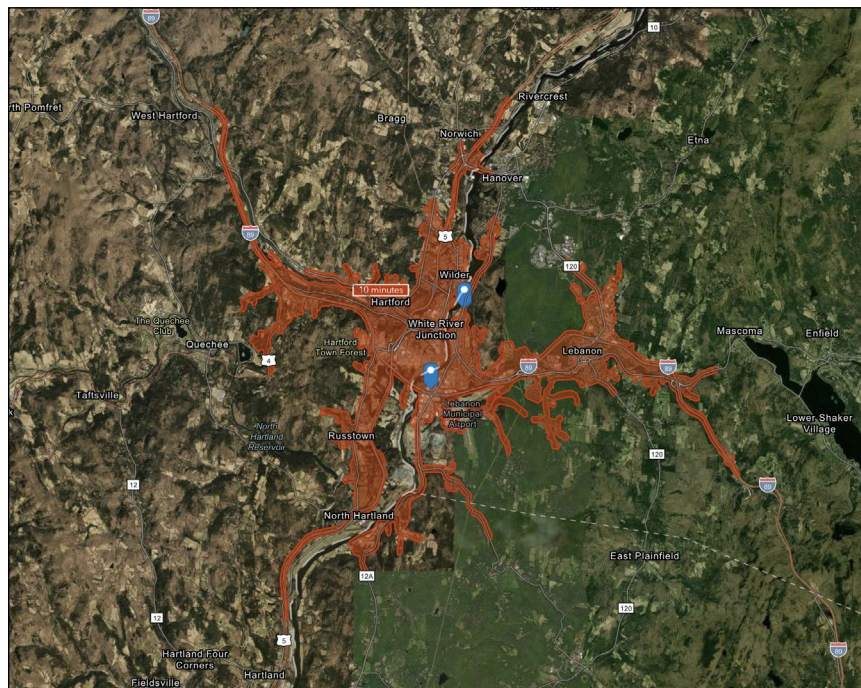 89
10
rth Pomfret
West Hartford
Rivercrest
Bragg
Norwich
Etna
Hanover
89
5
120
Wilder
10 minutes
Hartford
The Quechee
Club
White River
Junction
Mascoma
Enfield
Quechee
Hartford
Town Forest
4
89
Lebanon
89
Taftsville
Lebanon
Municipal
Airport
Lower Shaker
Village
North
Hartland
Reservoir
Russtown
120
12
89
North Hartland
East Plainfield
12A
12
120
5
89
Hartland Four
Corners
Hartland
Fieldsville